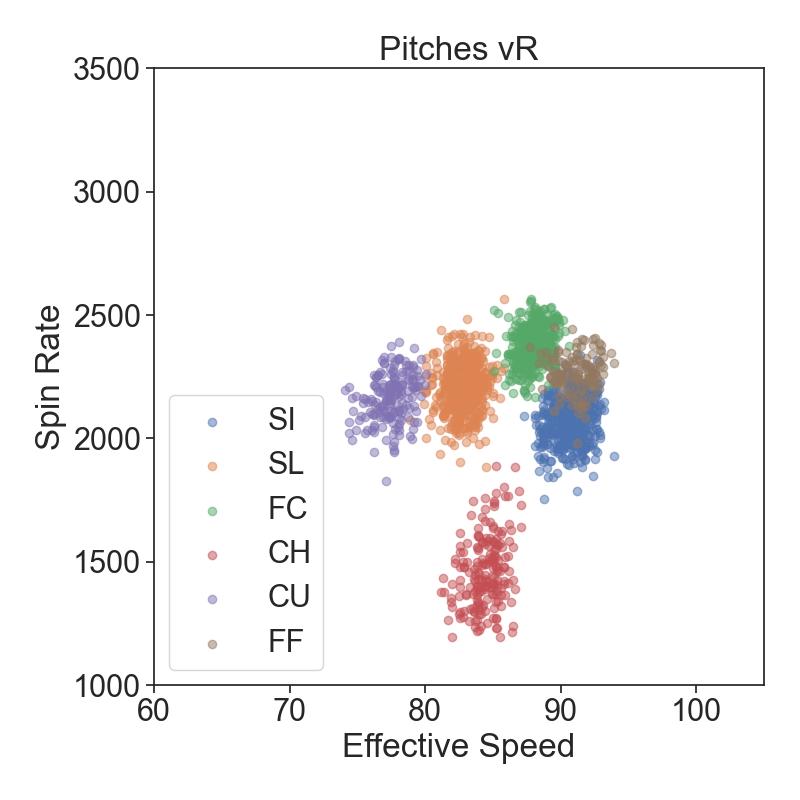 Pitches vR
3500
3000
2500
2000
1500
1000
Spin Rate
SI
SL
FC
CH
CU
FF
60 70 80 90 100
Effective Speed